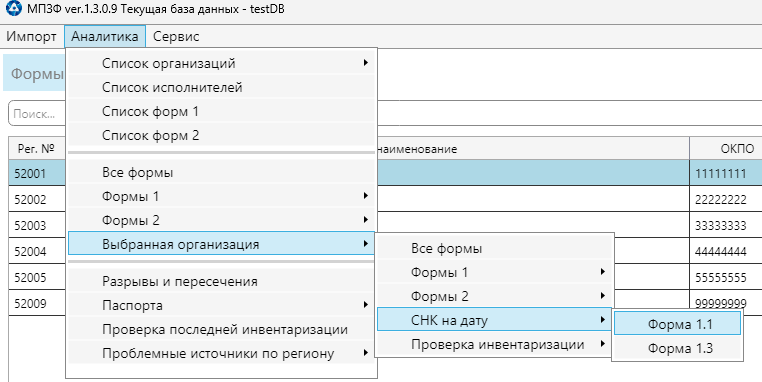 МПЗФ ver.1.3.0.9 Текущая база данных - testDB
Импорт Аналитика Сервис
Формы
Поиск...
Рег. № наименование ОКПО
52001 11111111
52002 22222222
52003 33333333
52004 44444444
52005 55555555
52009 99999999
Список организаций
Список исполнителей
Список форм 1
Список форм 2
Все формы
Формы 1
Формы 2
Выбранная организация
Разрывы и пересечения
Паспорта
Проверка последней инвентаризации
Проблемные источники по региону
Все формы
Формы 1
Формы 2
СНК на дату
Проверка инвентаризации
Форма 1.1
Форма 1.3